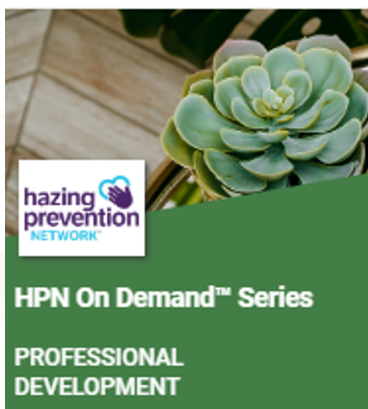 hazing
prevention
NETWORK™
HPN On Demand™ Series
PROFESSIONAL
DEVELOPMENT